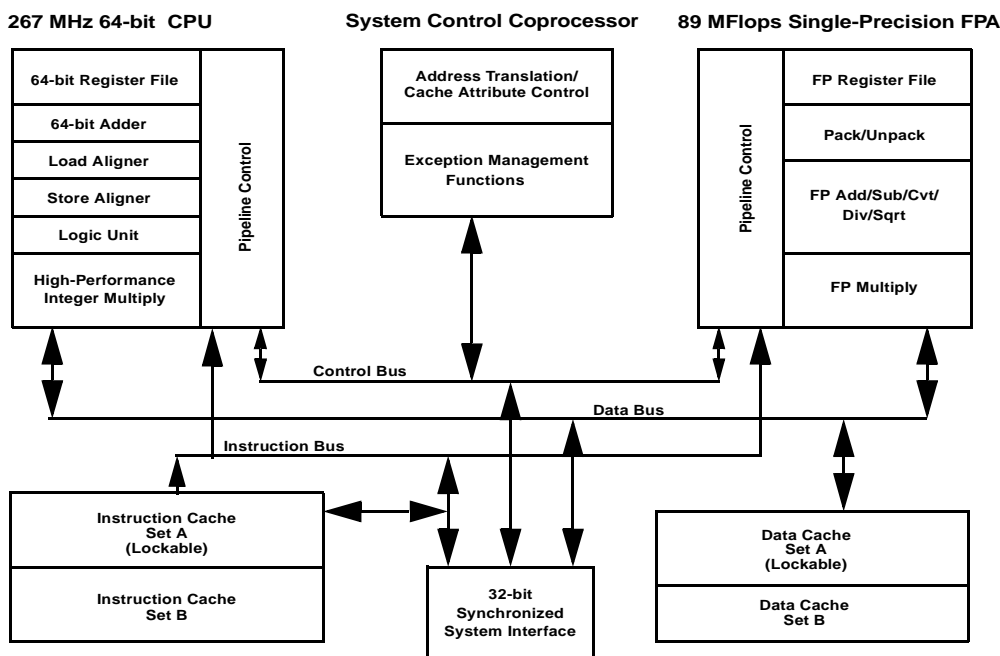 267 MHz 64-bit CPU
System Control Coprocessor
89 MFlops Single-Precision FPA
64-bit Register File
64-bit Adder
Load Aligner
Store Aligner
Logic Unit
High-Performance
Integer Multiply
Pipeline Control
Address Translation/
Cache Attribute Control
Exception Management
Functions
Pipeline Control
FP Register File
Pack/Unpack
FP Add/Sub/Cvt/
Div/Sqrt
FP Multiply
Control Bus
Data Bus
Instruction Bus
Instruction Cache
Set A
(Lockable)
Instruction Cache
Set B
32-bit
Synchronized
System Interface
Data Cache
Set A
(Lockable)
Data Cache
Set B